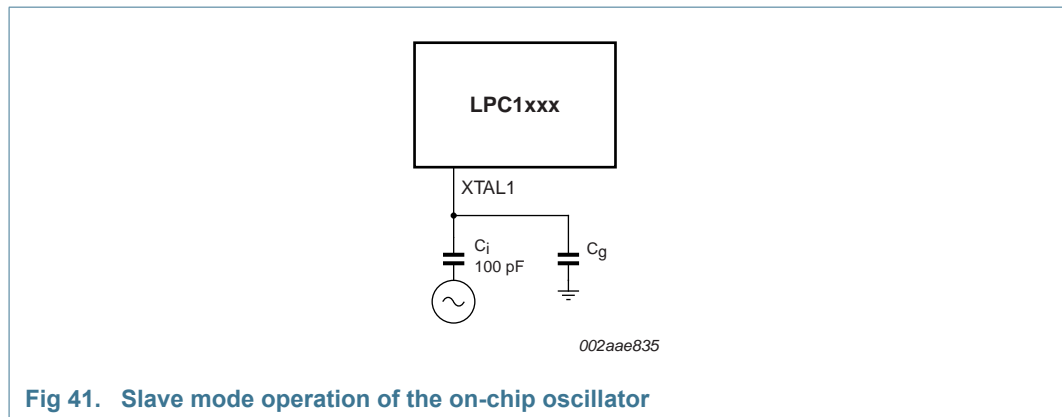 LPC1xxx
XTAL1
Ci
100 pF
Cg
002aae835
Fig 41. Slave mode operation of the on-chip oscillator